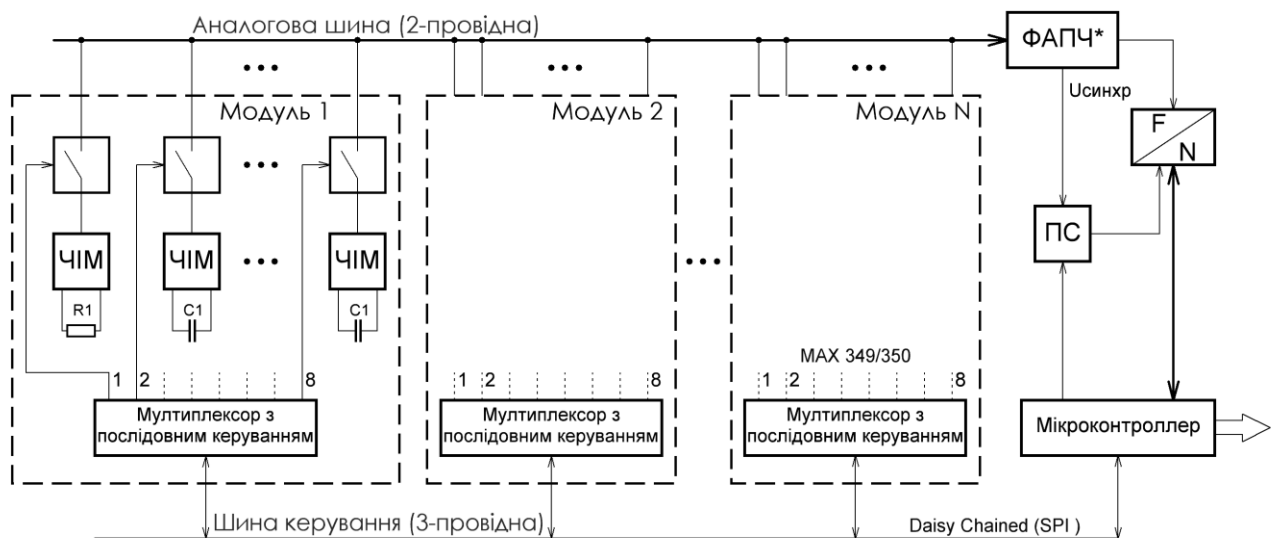 Аналогова шина (2-провідна)
ФАПЧ*
Uсинхр
F
N
ПС
Модуль 1
Модуль 2
Модуль N
ЧІМ
ЧІМ
ЧІМ
R1
C1
C1
MAX 349/350
1 2 8
1 2 8
1 2 8
Мултиплексор з
послідовним керуванням
Мултиплексор з
послідовним керуванням
Мултиплексор з
послідовним керуванням
Мікроконтроллер
Шина керування (3-провідна)
Daisy Chained (SPI )